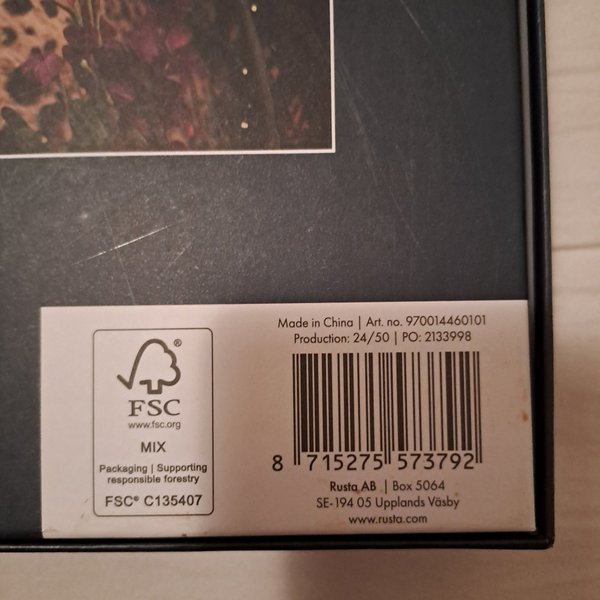 Made in China | Art. no. 970014460101
Production: 24/50 | PO: 2133998
FSC
www.fsc.org
MIX
Packaging | Supporting
responsible forestry
FSC® C135407
8 715275 573792
Rusta AB | Box 5064
SE-194 05 Upplands Väsby
www.rusta.com